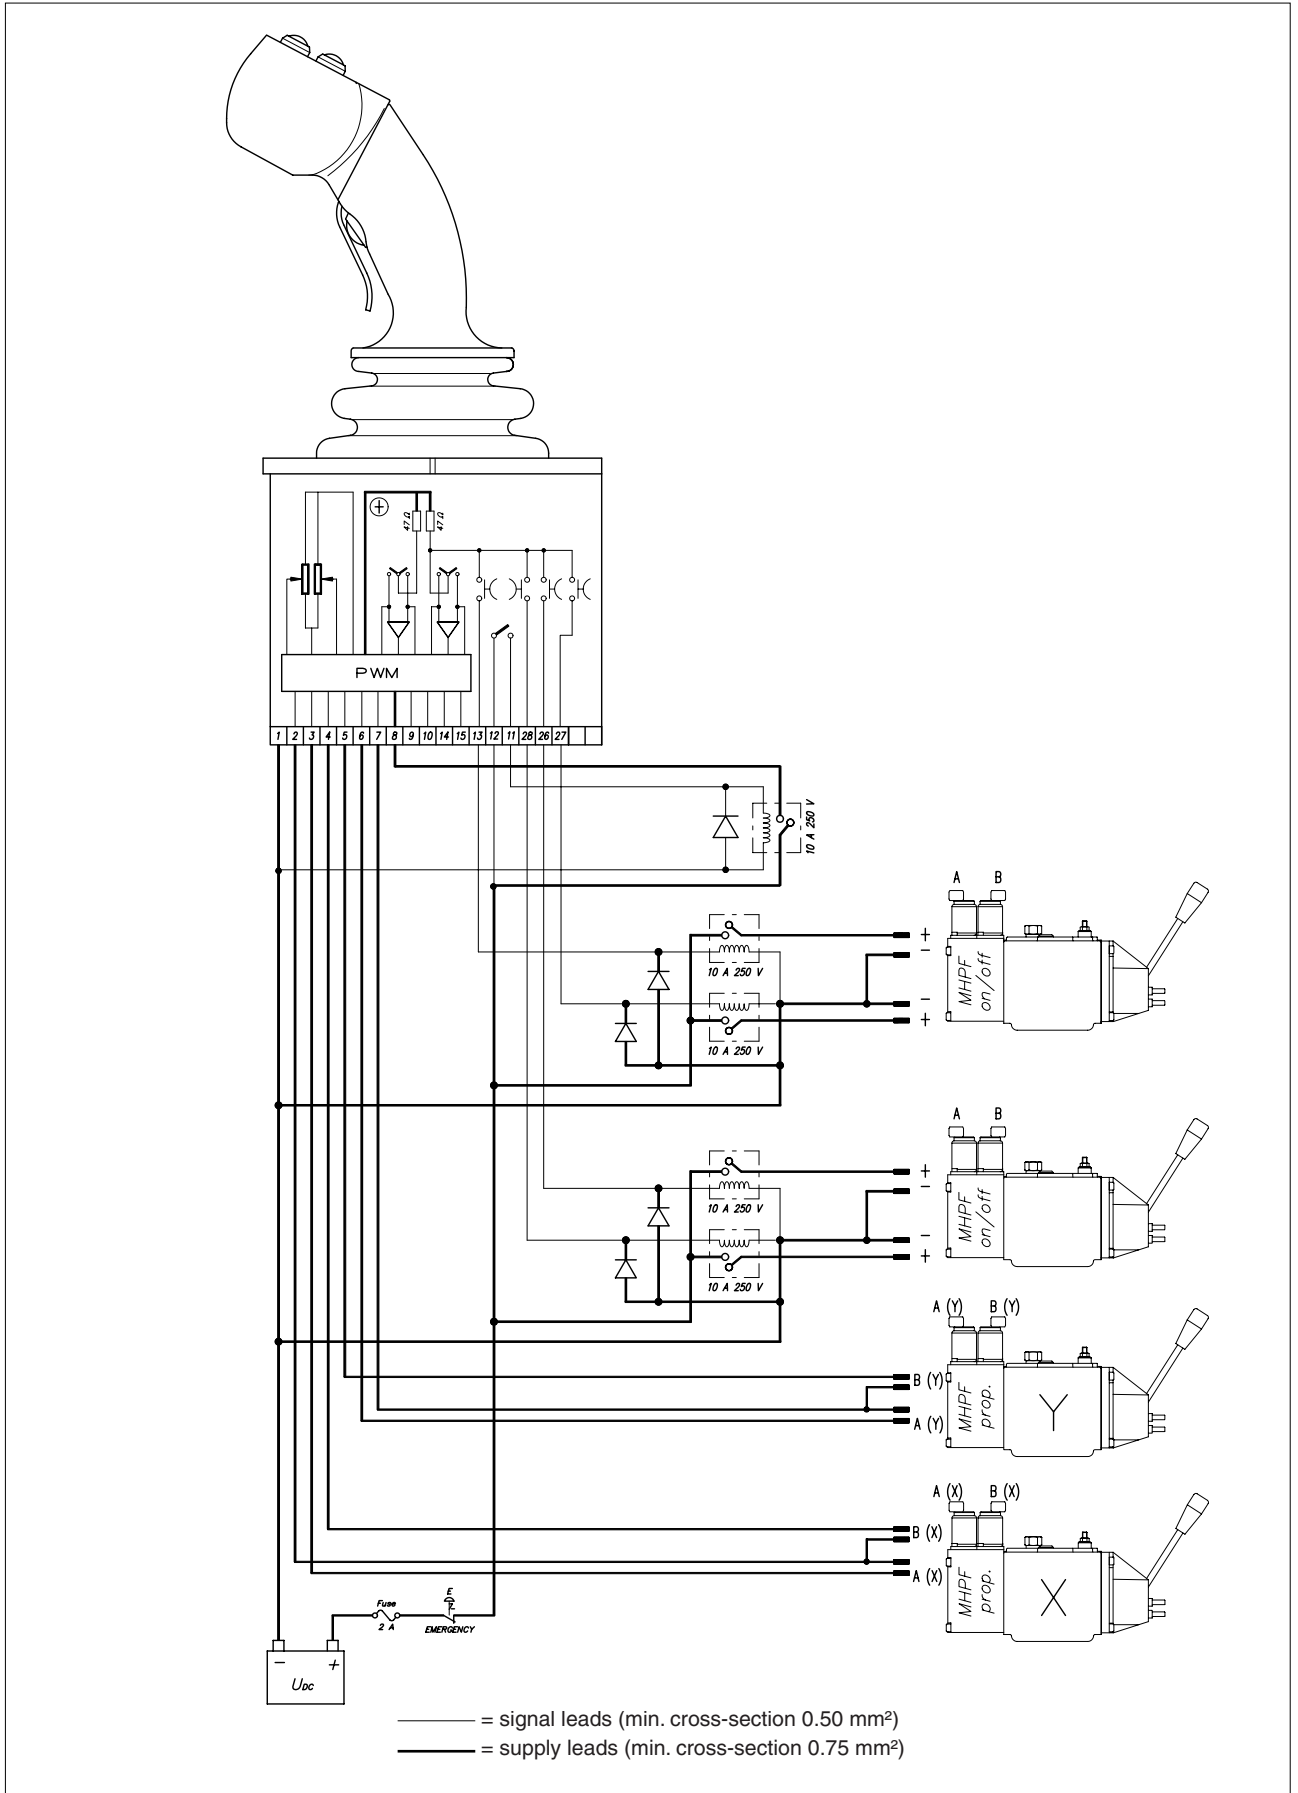 +
47 Ω 47 Ω
PWM
1 2 3 4 5 6 7 8 9 10 14 15 13 12 11 28 26 27
10 A 250 V
A B
+
−
MHPF
on/off
10 A 250 V
−
+
10 A 250 V
A B
+
−
MHPF
on/off
10 A 250 V
−
+
10 A 250 V
A (Y) B (Y)
B (Y)
MHPF
prop.
Y
A (Y)
A (X) B (X)
B (X)
MHPF
prop.
X
A (X)
Fuse
2 A
E
EMERGENCY
− +
UDC
= signal leads (min. cross-section 0.50 mm²)
= supply leads (min. cross-section 0.75 mm²)